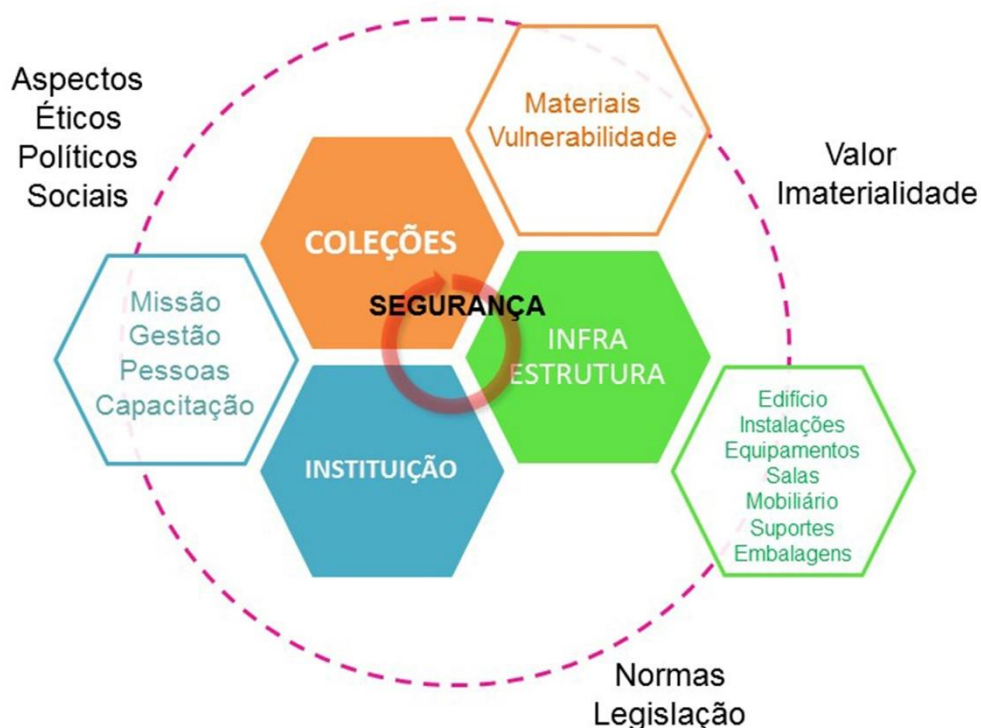 Aspectos
Éticos
Políticos
Sociais
Materiais
Vulnerabilidade
Valor
Imaterialidade
COLEÇÕES
SEGURANÇA
Missão
Gestão
Pessoas
Capacitação
INFRA
ESTRUTURA
INSTITUIÇÃO
Edifício
Instalações
Equipamentos
Salas
Mobiliário
Suportes
Embalagens
Normas
Legislação